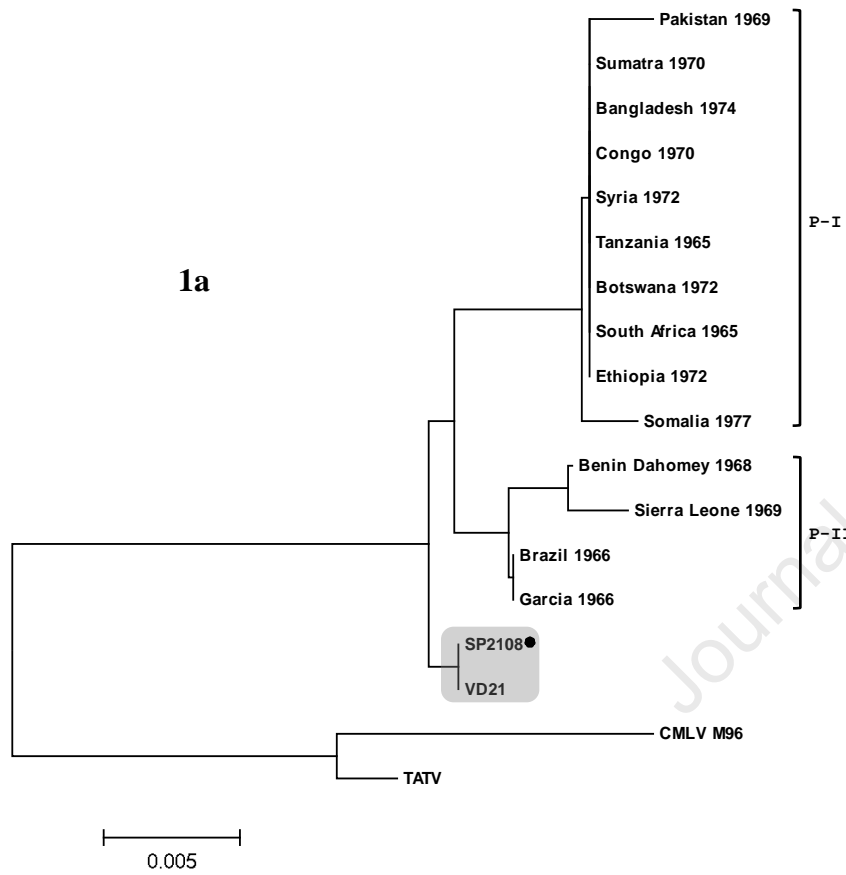 Pakistan 1969
Sumatra 1970
Bangladesh 1974
Congo 1970
Syria 1972
P-I
Tanzania 1965
1a
Botswana 1972
South Africa 1965
Ethiopia 1972
Somalia 1977
Benin Dahomey 1968
Sierra Leone 1969
P-II
Brazil 1966
Garcia 1966
SP2108
VD21
Journal
CMLV M96
TATV
0.005